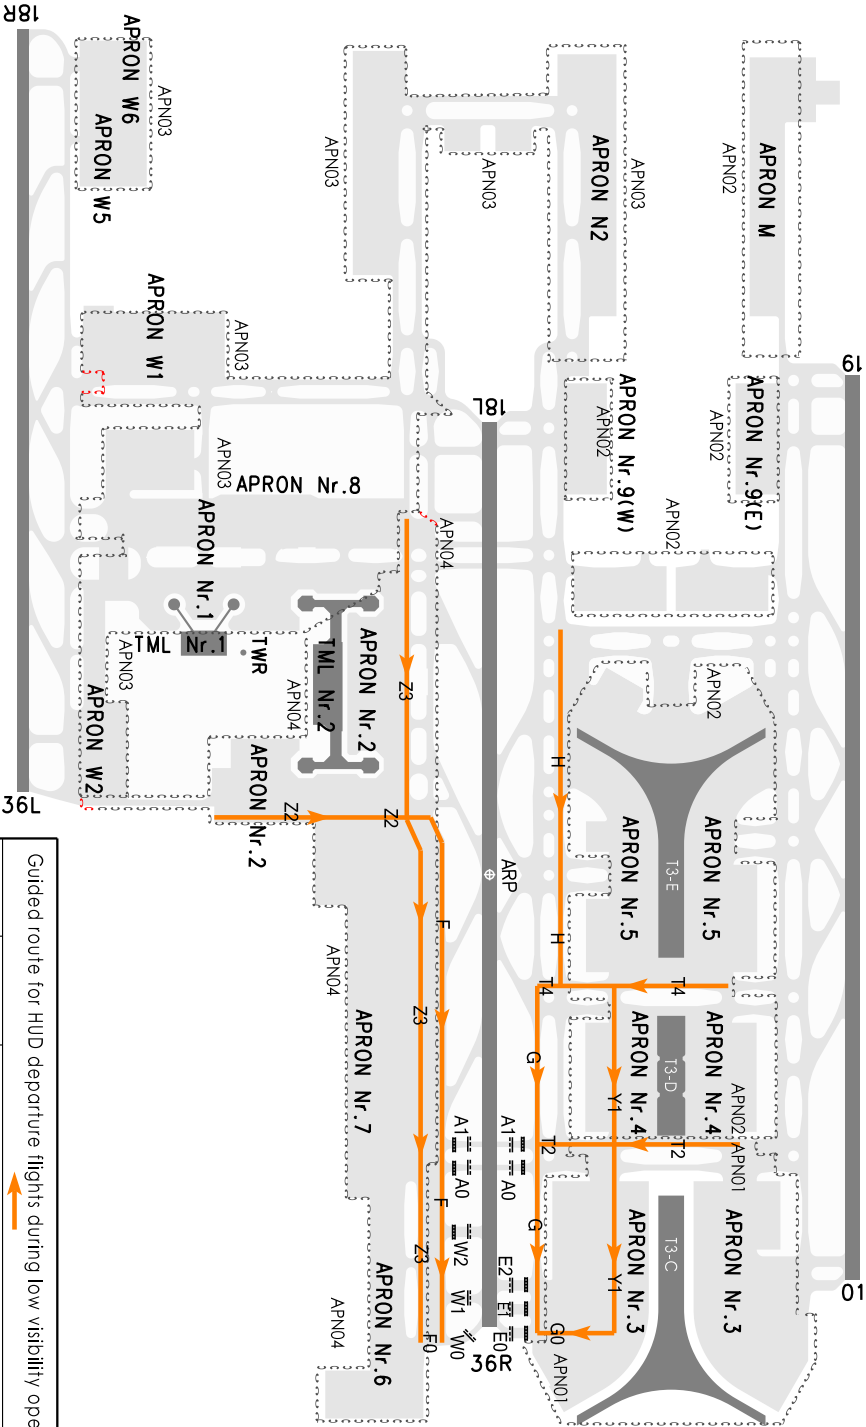 18R
APRON W6
APN03
APRON W5
APN03
APN03
APRON N2
APN03
APRON M
APN02
APRON W1
APN03
19
18L
APRON Nr.9(W)
APN02
APRON Nr.9(E)
APN02
APN03
APRON Nr.8
APRON Nr.1
APN04
APN02
TML Nr.1
TWR
TML Nr.2
APRON Nr.2
APN03
APN04
Z3
APN02
APRON W2
APRON Nr.2
H
36L
Z2
Z2
ARP
APRON Nr.5
T3-E
APRON Nr.5
F
H
APN04
Z3
T4
T4
APRON Nr.7
G
APRON Nr.4
T3-D
APRON Nr.4
Y1
APN02
A1
A1
T2
T2
APN01
A0
A0
F
G
W2
Z3
E2
APRON Nr.3
T3-C
APRON Nr.3
Y1
01
APRON Nr.6
W1
E1
APN04
F0
W0
E0
G0
36R
APN01
Guided route for HUD departure flights during low visibility ope